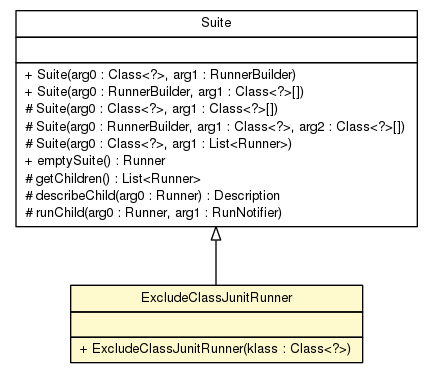 Suite
+ Suite(arg0 : Class<?>, arg1 : RunnerBuilder)
+ Suite(arg0 : RunnerBuilder, arg1 : Class<?>[])
# Suite(arg0 : Class<?>, arg1 : Class<?>[])
# Suite(arg0 : RunnerBuilder, arg1 : Class<?>, arg2 : Class<?>[])
# Suite(arg0 : Class<?>, arg1 : List<Runner>)
+ emptySuite() : Runner
# getChildren() : List<Runner>
# describeChild(arg0 : Runner) : Description
# runChild(arg0 : Runner, arg1 : RunNotifier)
ExcludeClassJunitRunner
+ ExcludeClassJunitRunner(klass : Class<?>)